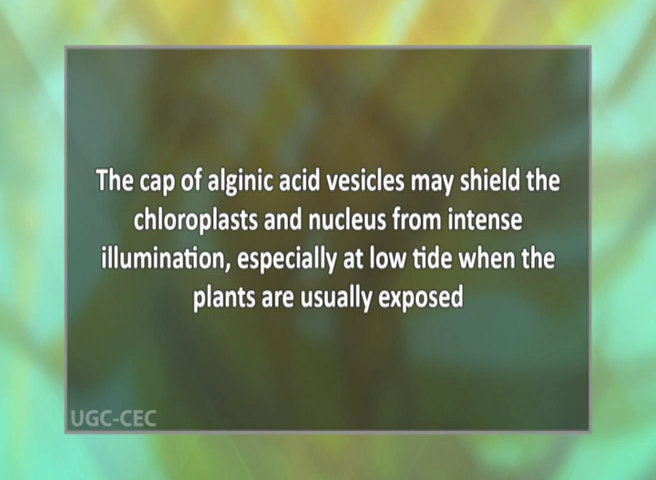 The cap of alginic acid vesicles may shield the
chloroplasts and nucleus from intense
illumination, especially at low tide when the
plants are usually exposed
UGC-CEC